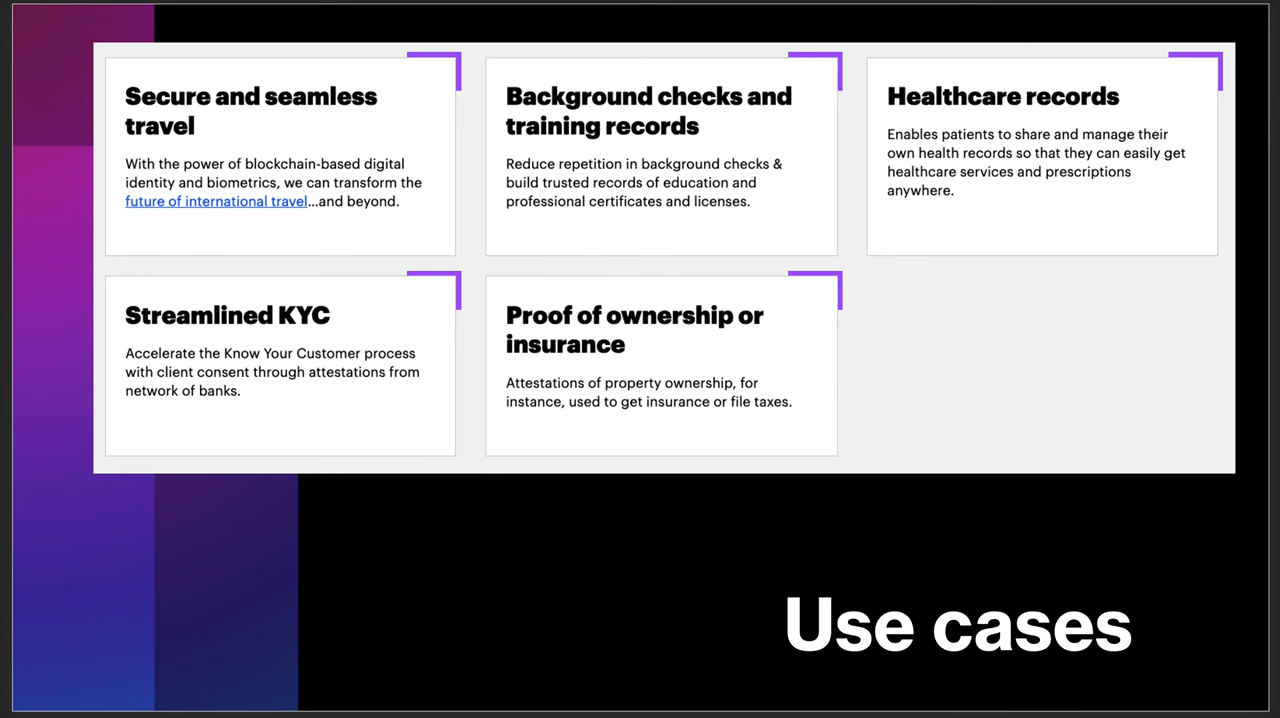 Secure and seamless
travel
With the power of blockchain-based digital
identity and biometrics, we can transform the
future of international travel...and beyond.
Background checks and
training records
Reduce repetition in background checks &
build trusted records of education and
professional certificates and licenses.
Healthcare records
Enables patients to share and manage their
own health records so that they can easily get
healthcare services and prescriptions
anywhere.
Streamlined KYC
Accelerate the Know Your Customer process
with client consent through attestations from
network of banks.
Proof of ownership or
insurance
Attestations of property ownership, for
instance, used to get insurance or file taxes.
Use cases